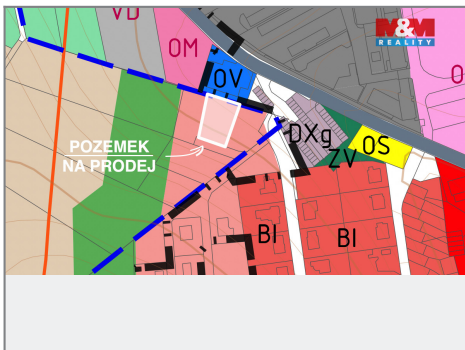 VD
M&M
REALITY
OM
OV
O
POZEMEK
NA PRODEJ
DXg
ZV
OS
BI
BI